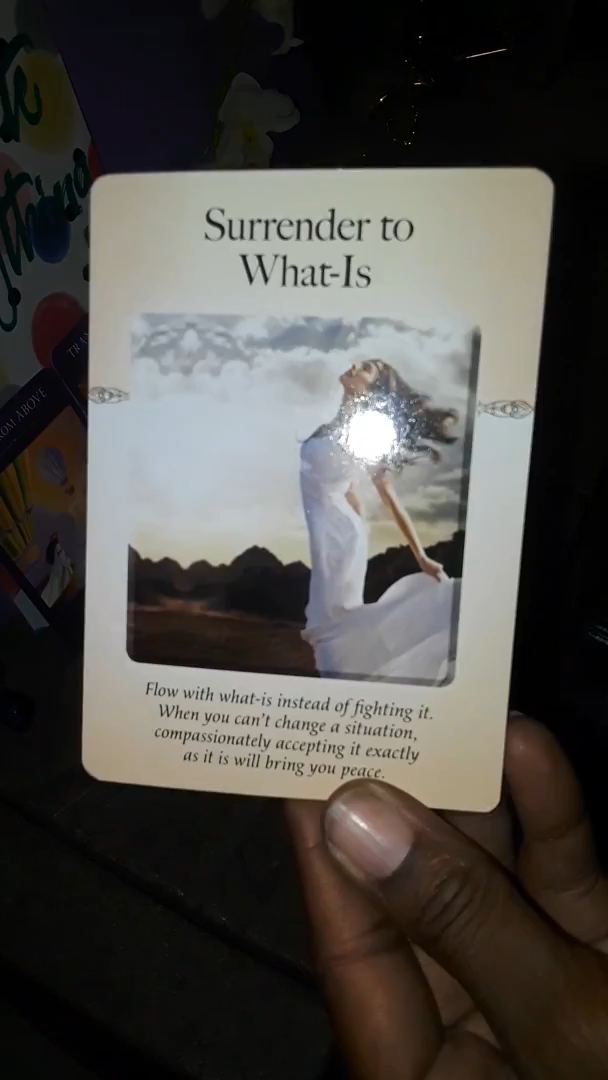 Surrender to
What-Is
Flow with what-is instead of fighting it.
When you can't change a situation,
compassionately accepting it exactly
as it is will bring you peace.
ABOVE